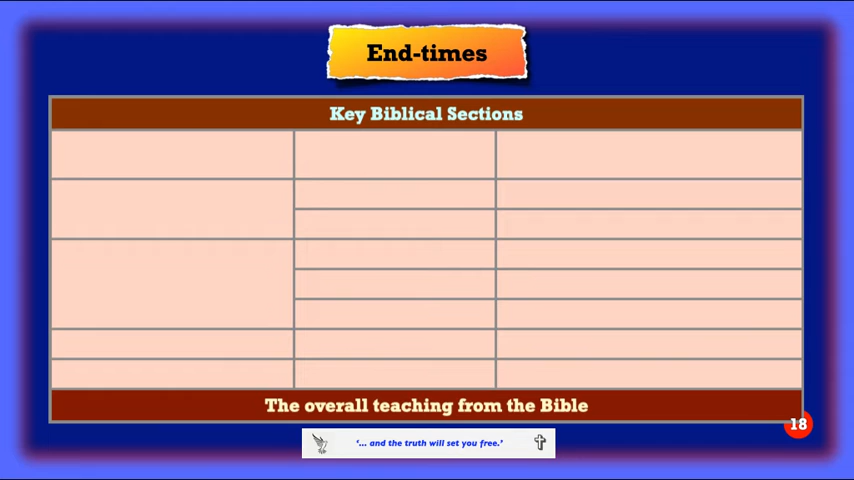 End-times
Key Biblical Sections
The overall teaching from the Bible
18
‘... and the truth will set you free.’